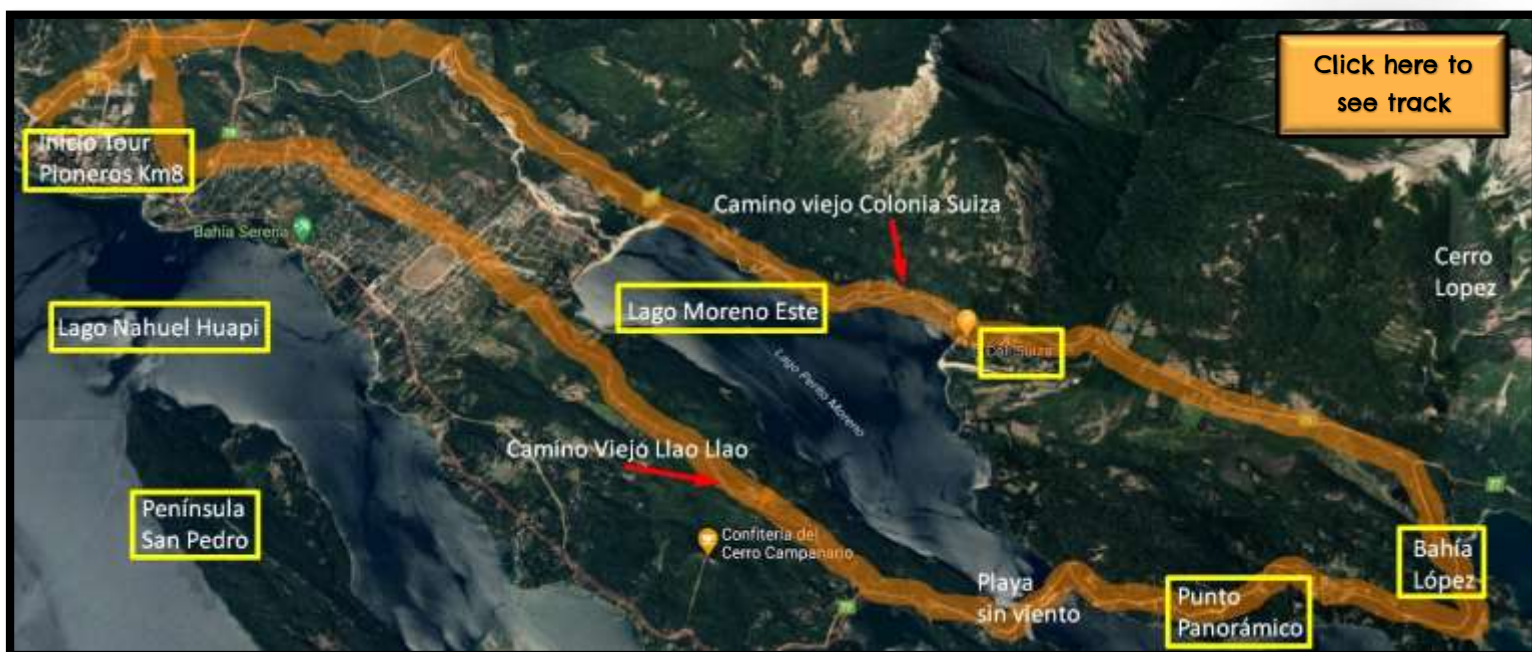 Click here to
see track
Inicio Tour
Pioneros Km8
Camino viejo Colonia Suiza
Bahía Serena
Cerro
Lopez
Lago Moreno Este
Lago Nahuel Huapi
Col. Suiza
Lago Perito Moreno
Camino Viejo Llao Llao
Península
San Pedro
Confitería del
Cerro Campanario
Bahía
López
Playa
sin viento
Punto
Panorámico